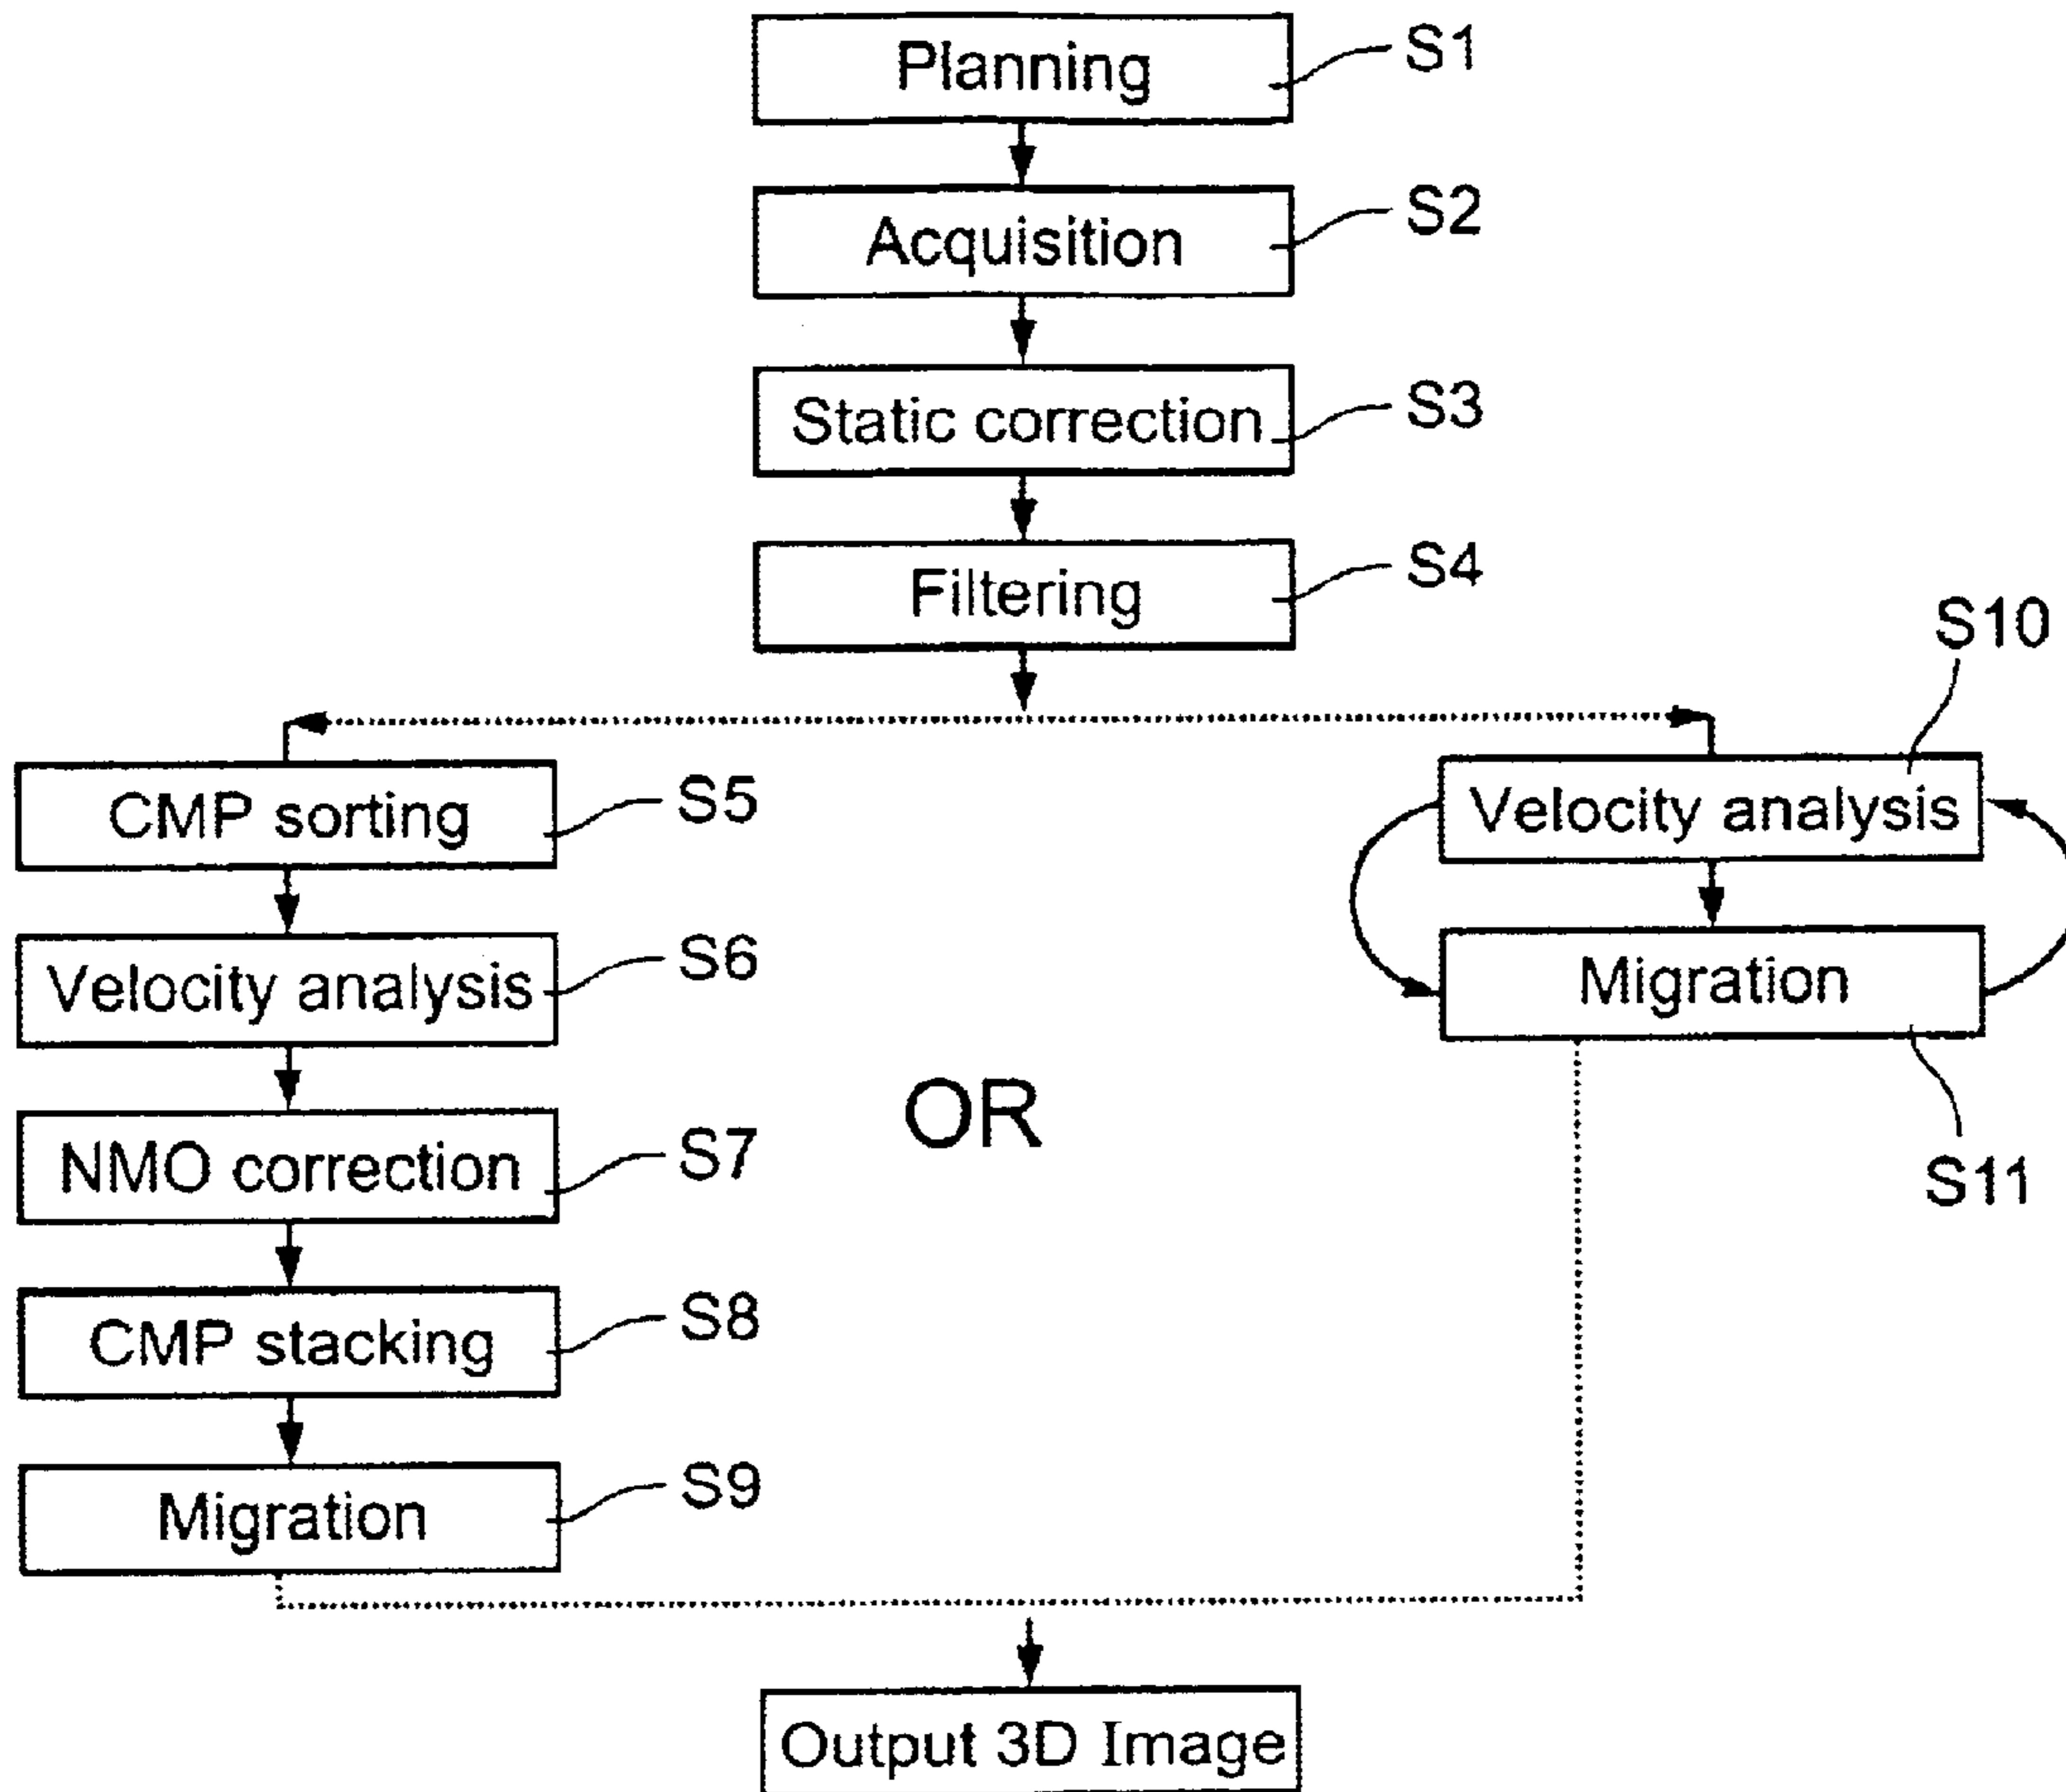 Planning
S1
Acquisition
S2
Static correction
S3
Filtering
S4
S10
CMP sorting
S5
Velocity analysis
Velocity analysis
S6
Migration
NMO correction
S7
OR
S11
CMP stacking
S8
Migration
S9
Output 3D Image